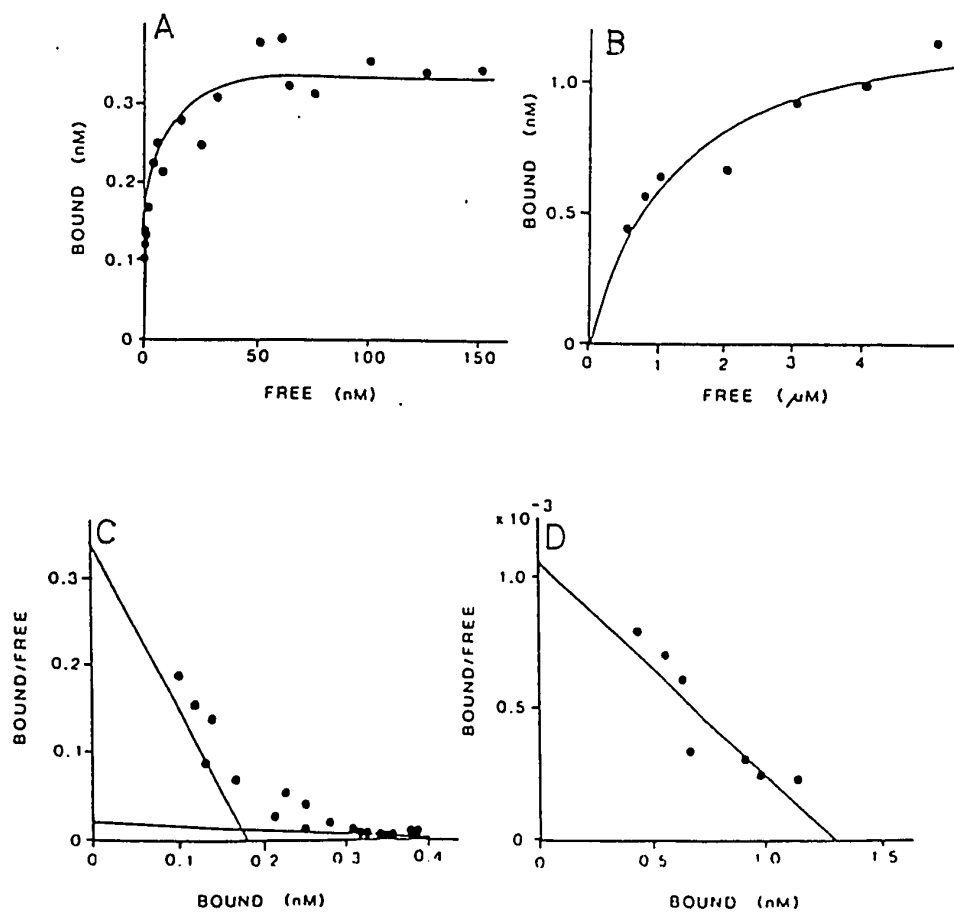 A
BOUND (nM)
0.3
0.2
0.1
0
0 50 100 150
FREE (nM)
B
BOUND (nM)
1.0
0.5
0
0 1 2 3 4
FREE (μM)
C
BOUND/FREE
0.3
0.2
0.1
0
0 0.1 0.2 0.3 0.4
BOUND (nM)
x 10 -3
D
BOUND/FREE
1.0
0.5
0
0 0.5 1.0 1.5
BOUND (nM)